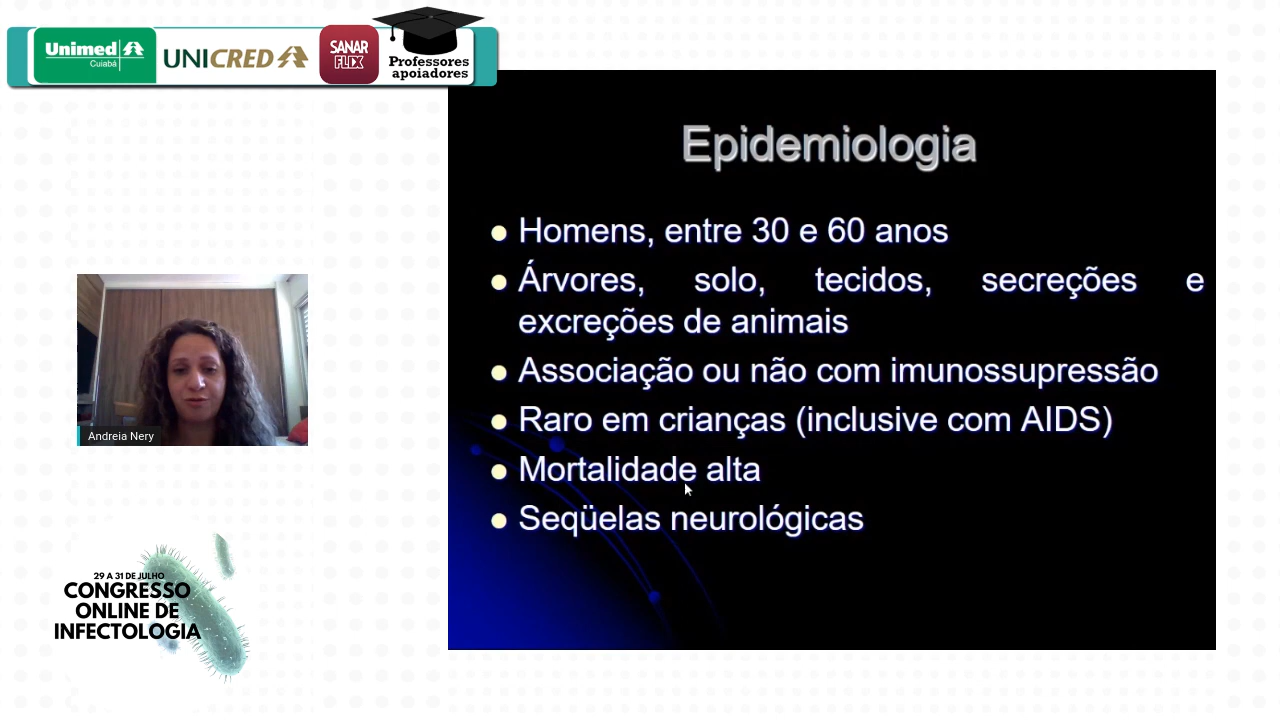 Unimed
Cuiabá
UNICRED
SANAR
FLIX
Professores
apoiadores
Epidemiologia
Homens, entre 30 e 60 anos
Árvores, solo, tecidos, secreções e
excreções de animais
Associação ou não com imunossupressão
Raro em crianças (inclusive com AIDS)
Mortalidade alta
Seqüelas neurológicas
Andreia Nery
29 A 31 DE JULHO
CONGRESSO
ONLINE DE
INFECTOLOGIA